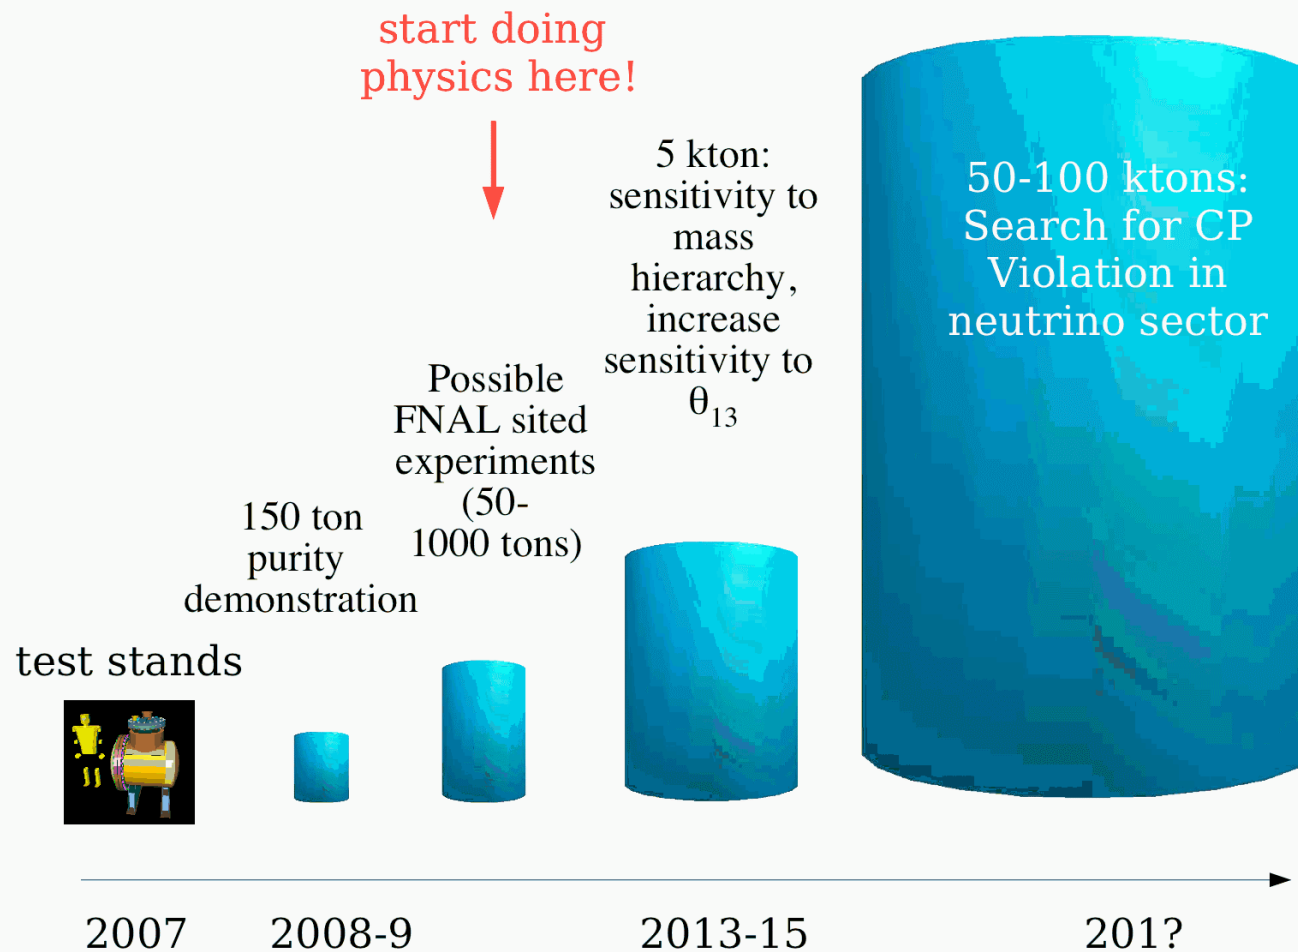 start doing
physics here!
5 kton:
sensitivity to
mass
hierarchy,
increase
sensitivity to
θ₁₃
50-100 ktons:
Search for CP
Violation in
neutrino sector
Possible
FNAL sited
experiments
(50-
1000 tons)
150 ton
purity
demonstration
test stands
2007
2008-9
2013-15
201?